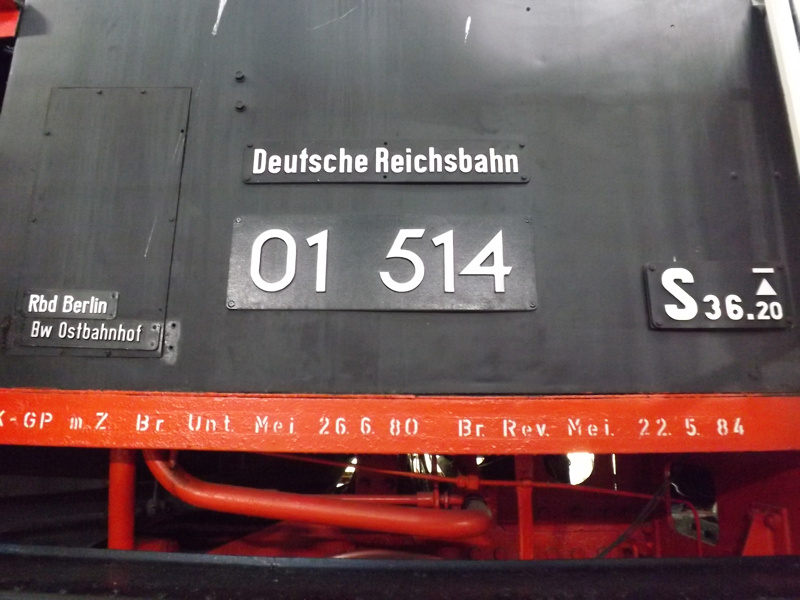 Deutsche Reichsbahn
01 514
Rbd Berlin
Bw Ostbahnhof
S 36.20
K-GP m.Z. Br. Unt. Mei. 26.6.80 Br. Rev. Mei. 22.5.84